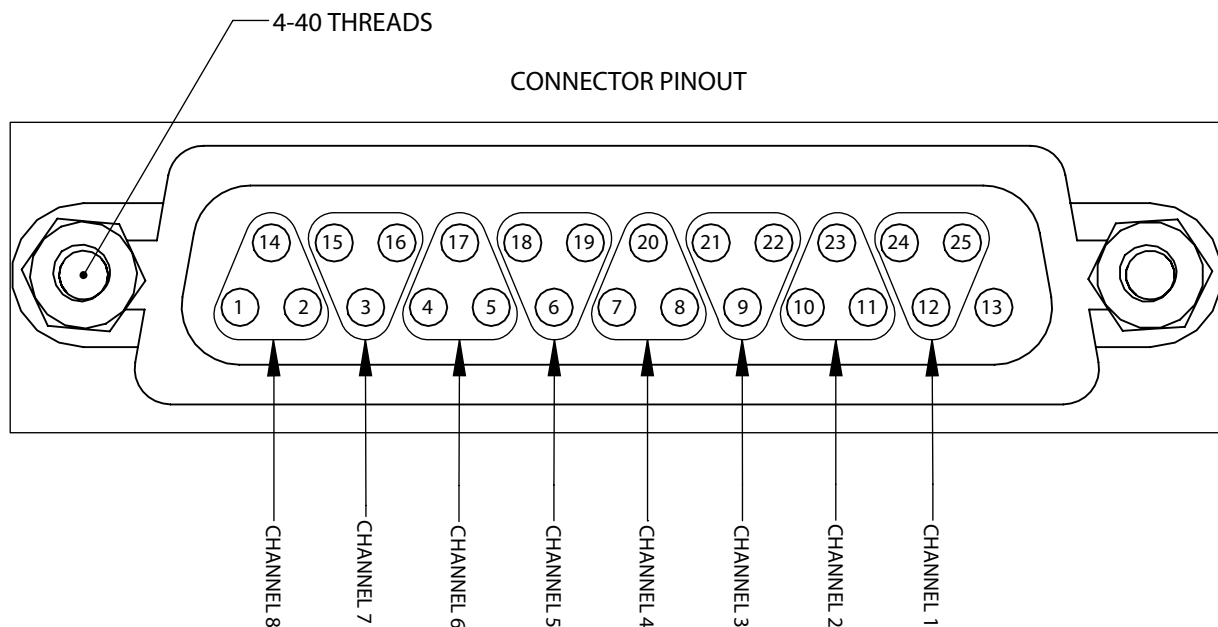 4-40 THREADS
CONNECTOR PINOUT
14 15 16 17 18 19 20 21 22 23 24 25
1 2 3 4 5 6 7 8 9 10 11 12 13
CHANNEL 8
CHANNEL 7
CHANNEL 6
CHANNEL 5
CHANNEL 4
CHANNEL 3
CHANNEL 2
CHANNEL 1